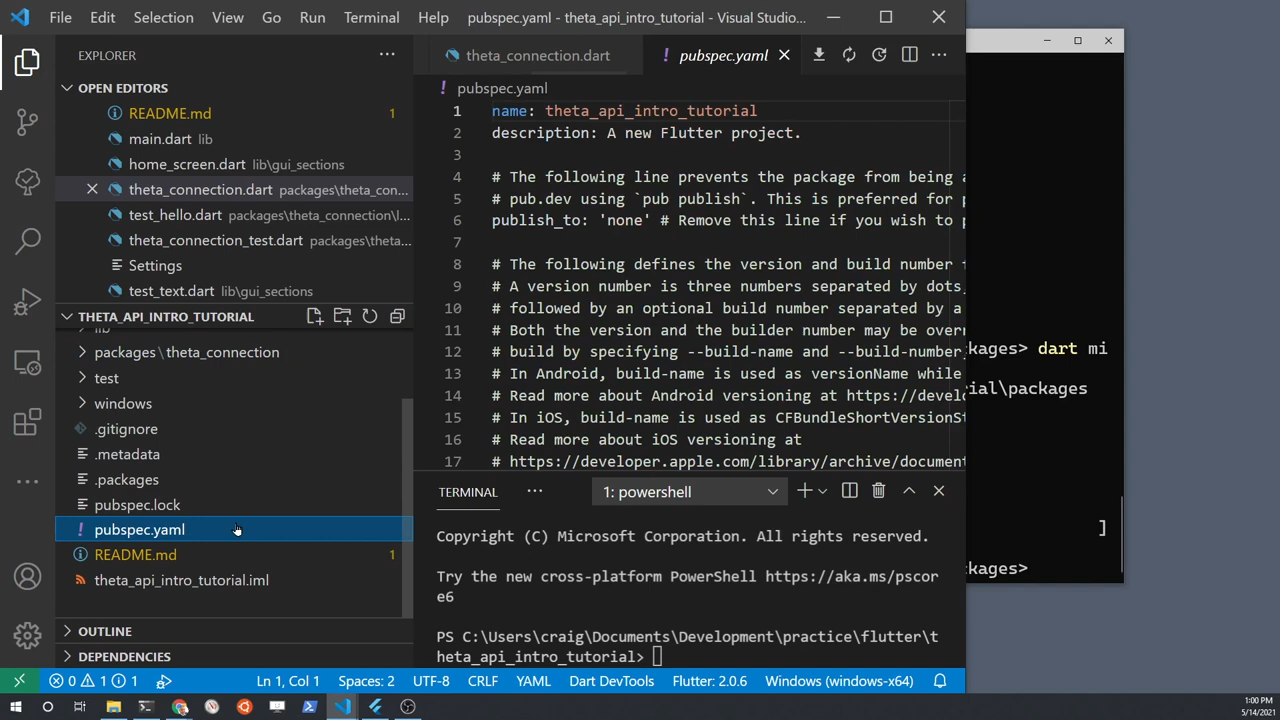 File Edit Selection View Go Run Terminal Help pubspec.yaml - theta_api_intro_tutorial - Visual Studio...
EXPLORER
OPEN EDITORS
README.md 1
main.dart lib
home_screen.dart lib\gui_sections
theta_connection.dart packages\theta_con...
test_hello.dart packages\theta_connection\l...
theta_connection_test.dart packages\theta...
Settings
test_text.dart lib\gui_sections
THETA_API_INTRO_TUTORIAL
lib
packages\theta_connection
test
windows
.gitignore
.metadata
.packages
pubspec.lock
! pubspec.yaml
README.md 1
theta_api_intro_tutorial.iml
OUTLINE
DEPENDENCIES
theta_connection.dart ! pubspec.yaml
! pubspec.yaml
1 name: theta_api_intro_tutorial
2 description: A new Flutter project.
3
4 # The following line prevents the package from being a
5 # pub.dev using `pub publish`. This is preferred for p
6 publish_to: 'none' # Remove this line if you wish to p
7
8 # The following defines the version and build number f
9 # A version number is three numbers separated by dots,
10 # followed by an optional build number separated by a
11 # Both the version and the builder number may be over
12 # build by specifying --build-name and --build-number,
13 # In Android, build-name is used as versionName while
14 # Read more about Android versioning at https://develo
15 # In iOS, build-name is used as CFBundleShortVersionSt
16 # Read more about iOS versioning at
17 # https://developer.apple.com/library/archive/document
TERMINAL ... 1: powershell
Copyright (C) Microsoft Corporation. All rights reserved.
Try the new cross-platform PowerShell https://aka.ms/pscor
e6
PS C:\Users\craig\Documents\Development\practice\flutter\t
heta_api_intro_tutorial>
ckages> dart mi
ial\packages
]
ckages>
0 1 1 Ln 1, Col 1 Spaces: 2 UTF-8 CRLF YAML Dart DevTools Flutter: 2.0.6 Windows (windows-x64)
1:00 PM
5/14/2021